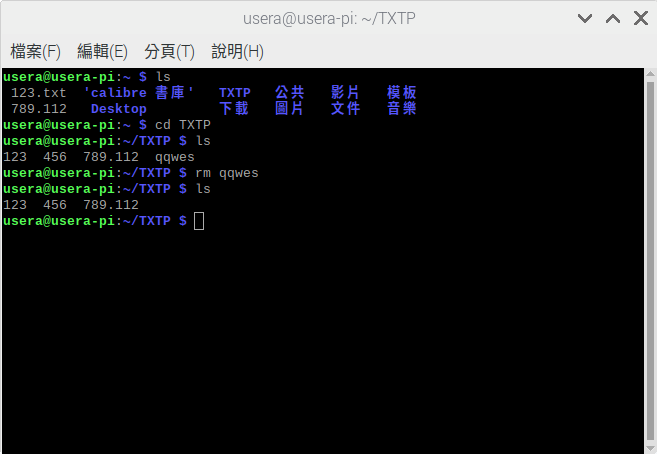 usera@usera-pi: ~/TXTP
檔案(F) 編輯(E) 分頁(T) 說明(H)
usera@usera-pi:~ $ ls
123.txt 'calibre 書庫' TXTP 公共 影片 模板
789.112 Desktop 下載 圖片 文件 音樂
usera@usera-pi:~ $ cd TXTP
usera@usera-pi:~/TXTP $ ls
123 456 789.112 qqwes
usera@usera-pi:~/TXTP $ rm qqwes
usera@usera-pi:~/TXTP $ ls
123 456 789.112
usera@usera-pi:~/TXTP $